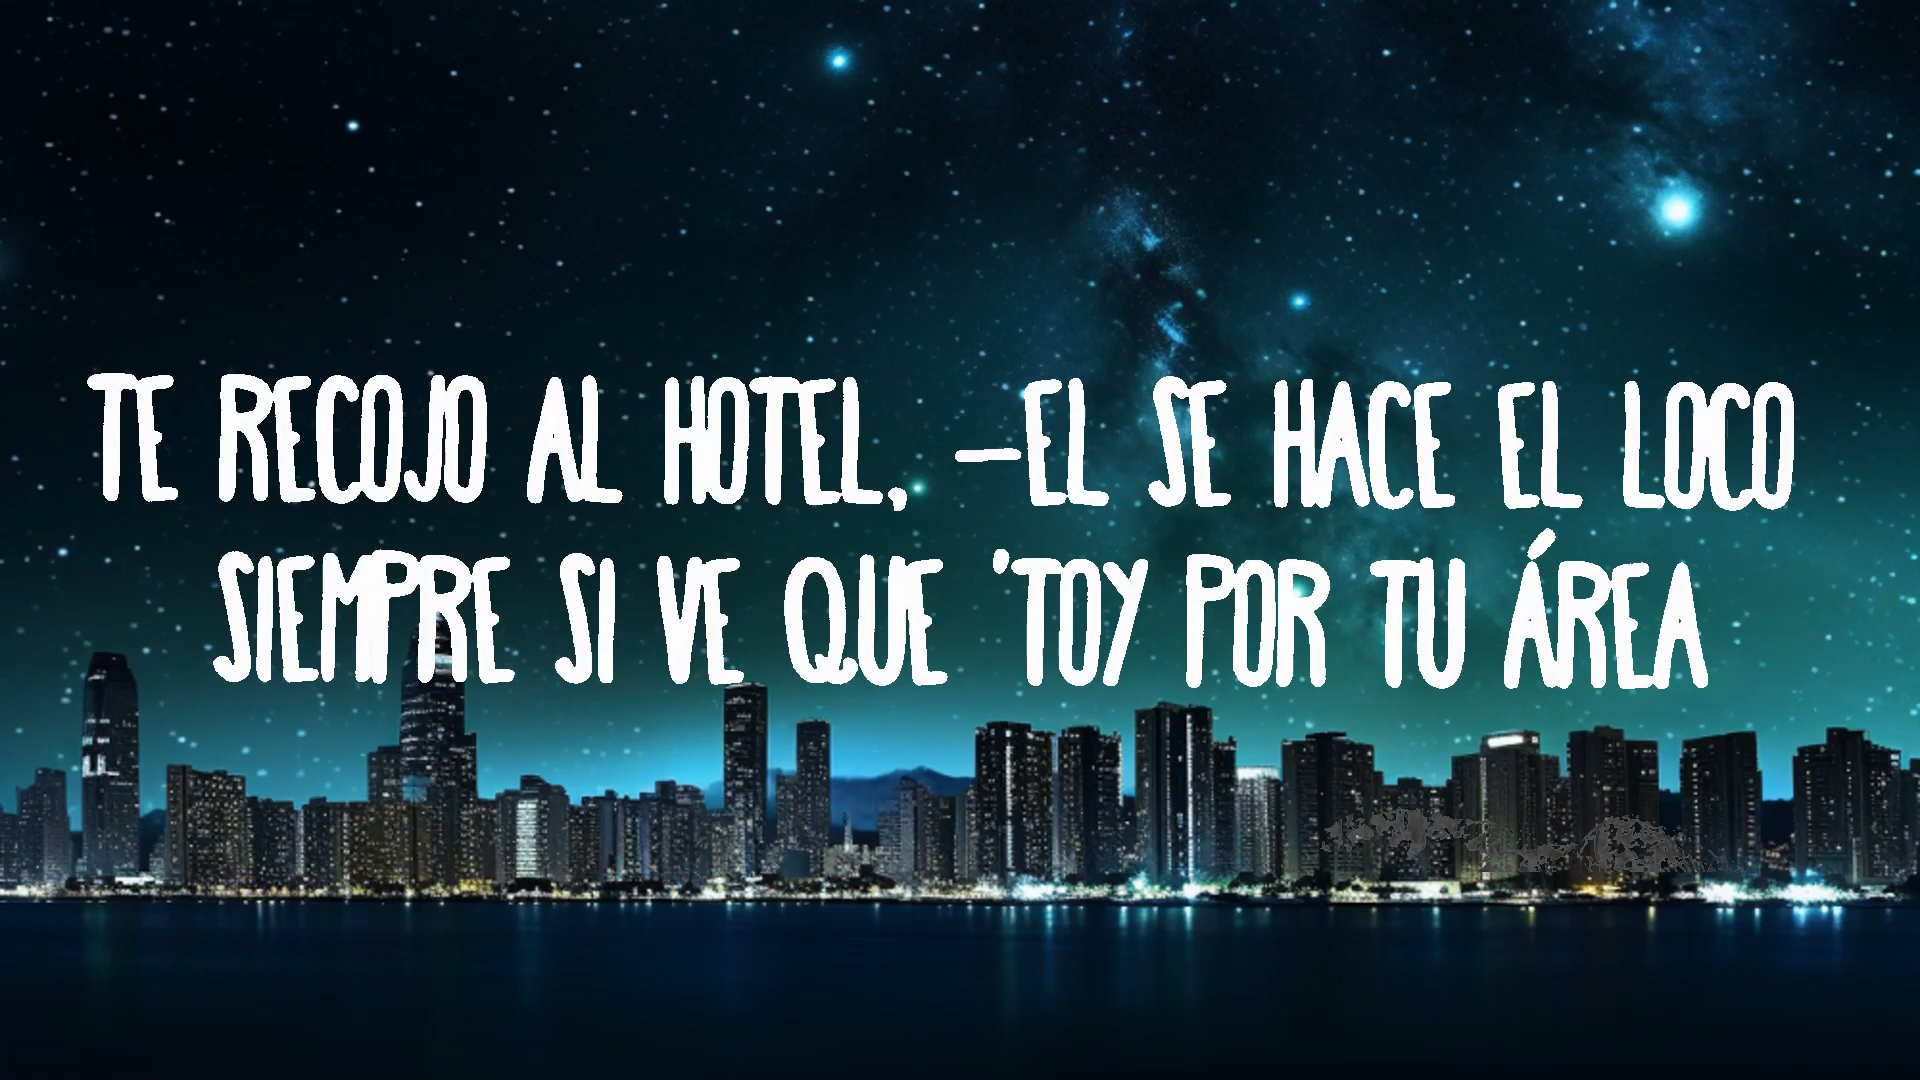 TE RECOJO AL HOTEL, –EL SE HACE EL LOCO
SIEMPRE SI VE QUE 'TOY POR TU ÁREA